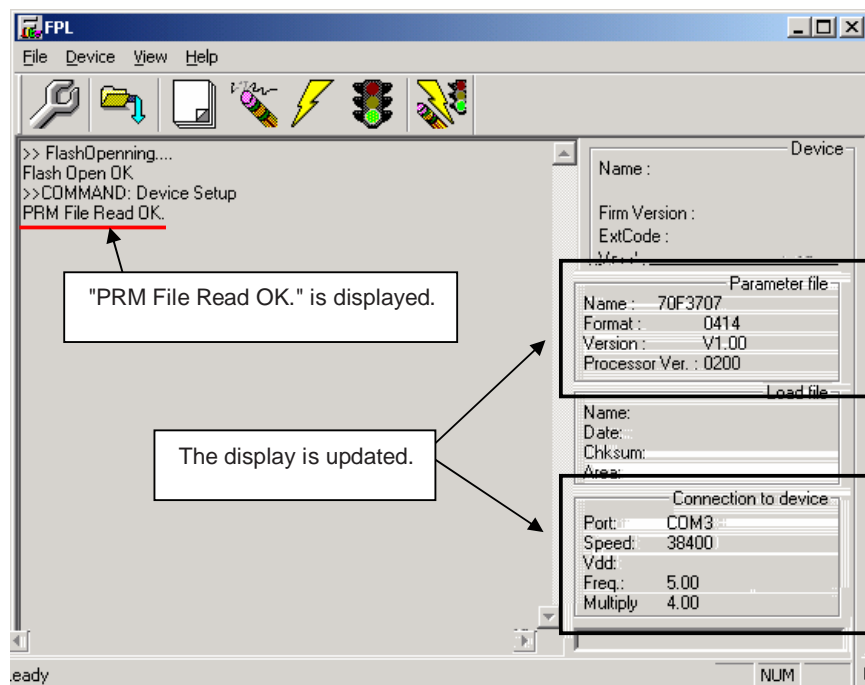 FPL
File Device View Help
>> FlashOpenning....
Flash Open OK
>>COMMAND: Device Setup
PRM File Read OK.
"PRM File Read OK." is displayed.
The display is updated.
Device
Name :
Firm Version :
ExtCode :
Parameter file
Name : 70F3707
Format : 0414
Version : V1.00
Processor Ver. : 0200
Load file
Name:
Date:
Chksum:
Area:
Connection to device
Port: COM3
Speed: 38400
Vdd:
Freq.: 5.00
Multiply 4.00
eady
NUM